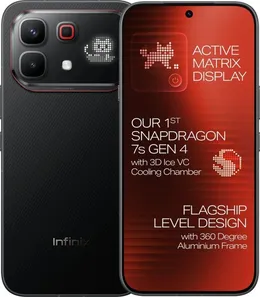 ACTIVE
MATRIX
DISPLAY
OUR 1ST
SNAPDRAGON
7s GEN 4
with 3D Ice VC
Cooling Chamber
FLAGSHIP
LEVEL DESIGN
with 360 Degree
Aluminium Frame
Infinix